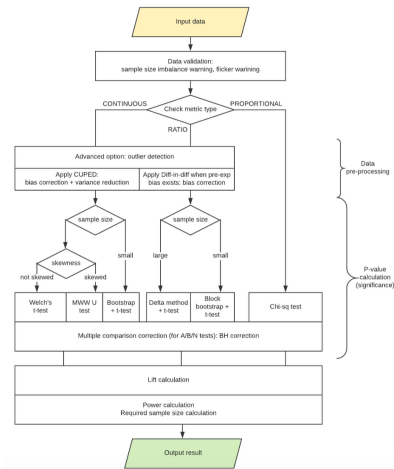 Input data
Data validation:
sample size imbalance warning, flicker warining
Check metric type
CONTINUOUS
PROPORTIONAL
RATIO
Advanced option: outlier detection
Apply CUPED:
bias correction + variance reduction
Apply Diff-in-diff when pre-exp
bias exists: bias correction
Data
pre-processing
sample size
sample size
skewness
small
large
small
not skewed
skewed
P-value
calculation
(significance)
Welch's
t-test
MWW U
test
Bootstrap
+ t-test
Delta method
+ t-test
Block
bootstrap +
t-test
Chi-sq test
Multiple comparison correction (for A/B/N tests): BH correction
Lift calculation
Power calculation
Required sample size calculation
Output result